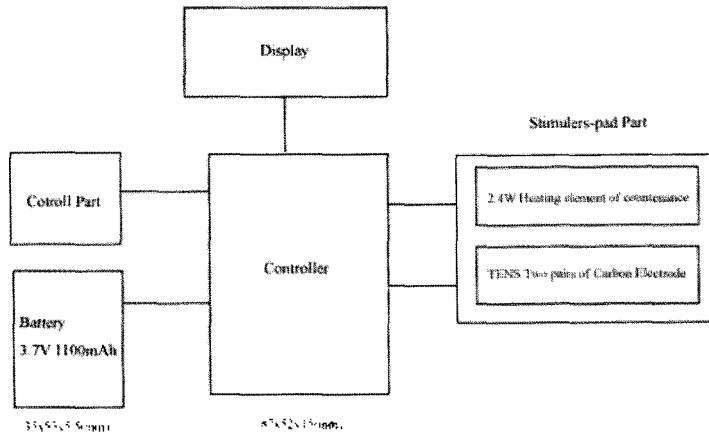 Display
Stimulers-pad Part
Cotroll Part
2.4W Heating element of countenance
Controller
TENS Two pairs of Carbon Electrode
Battery
3.7V 1100mAh